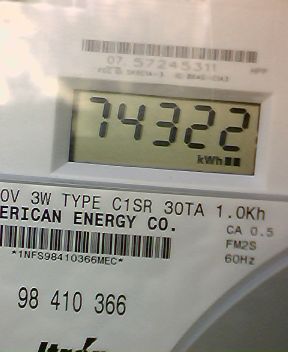 07 57245311
74322
kWh
0V 3W TYPE C1SR 30TA 1.0Kh
ERICAN ENERGY CO.
CA 0.5
FM2S
60Hz
*1NFS98410366MEC*
98 410 366
Itrón